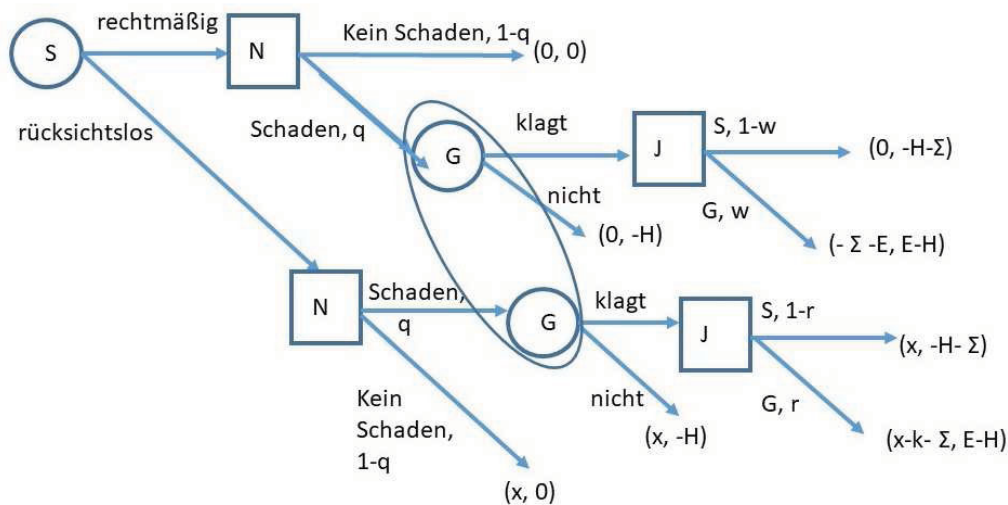 rechtmäßig
S
N
Kein Schaden, 1-q
(0, 0)
rücksichtslos
Schaden, q
G
klagt
J
S, 1-w
(0, -H-Σ)
nicht
(0, -H)
G, w
(- Σ -E, E-H)
N
Schaden,
q
G
klagt
J
S, 1-r
(x, -H- Σ)
nicht
(x, -H)
G, r
(x-k- Σ, E-H)
Kein
Schaden,
1-q
(x, 0)